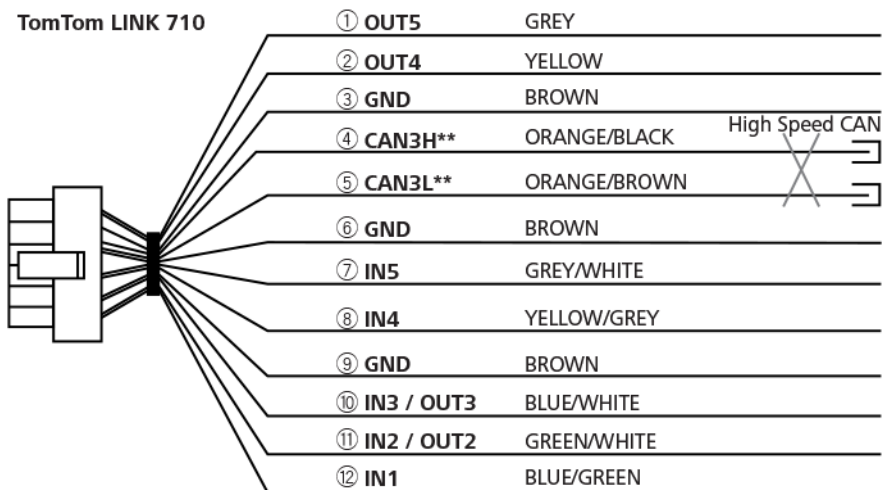 TomTom LINK 710
① OUT5 GREY
② OUT4 YELLOW
③ GND BROWN
④ CAN3H** ORANGE/BLACK
High Speed CAN
⑤ CAN3L** ORANGE/BROWN
⑥ GND BROWN
⑦ IN5 GREY/WHITE
⑧ IN4 YELLOW/GREY
⑨ GND BROWN
⑩ IN3 / OUT3 BLUE/WHITE
⑪ IN2 / OUT2 GREEN/WHITE
⑫ IN1 BLUE/GREEN